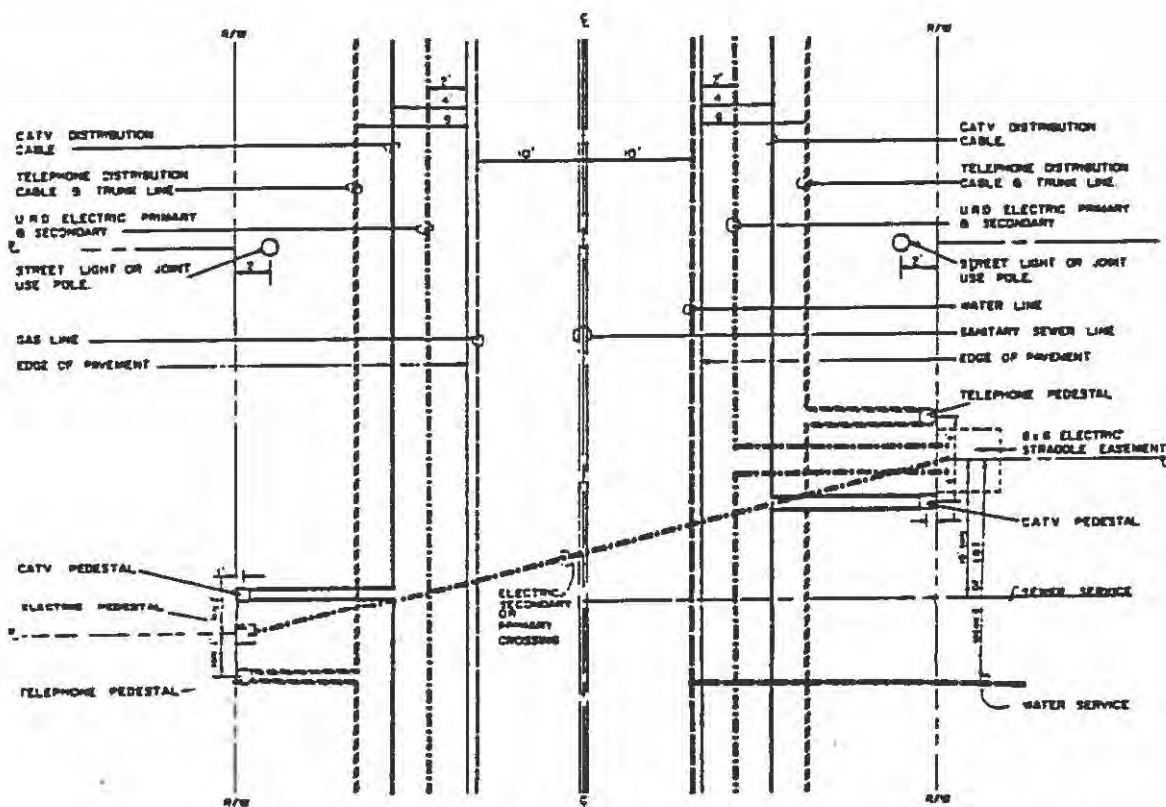 R/W
R/W
2'
4'
10'
10'
2'
4
CATV DISTRIBUTION
CABLE
TELEPHONE DISTRIBUTION
CABLE & TRUNK LINE
URD ELECTRIC PRIMARY
& SECONDARY
STREET LIGHT OR JOINT
USE POLE.
2'
GAS LINE
EDGE OF PAVEMENT
CATV DISTRIBUTION
CABLE.
TELEPHONE DISTRIBUTION
CABLE & TRUNK LINE.
URD ELECTRIC PRIMARY
& SECONDARY
STREET LIGHT OR JOINT
USE POLE.
2'
WATER LINE
SANITARY SEWER LINE
EDGE OF PAVEMENT
TELEPHONE PEDESTAL
ELECTRIC
STRADDLE EASEMENT
CATV PEDESTAL
SEWER SERVICE
WATER SERVICE
CATV PEDESTAL
ELECTRIC PEDESTAL
TELEPHONE PEDESTAL
ELECTRIC
SECONDARY
OR
PRIMARY
CROSSING
R/W
R/W